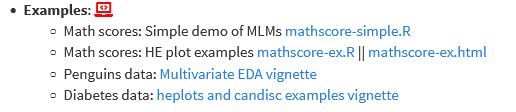 • Examples:
◦ Math scores: Simple demo of MLMs mathscore-simple.R
◦ Math scores: HE plot examples mathscore-ex.R || mathscore-ex.html
◦ Penguins data: Multivariate EDA vignette
◦ Diabetes data: heplots and candisc examples vignette